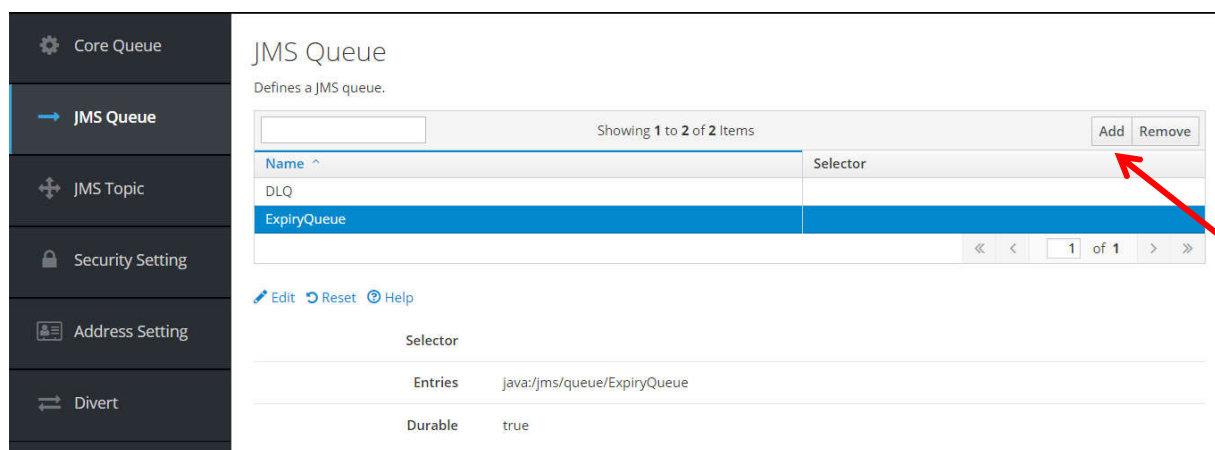 Core Queue
JMS Queue
JMS Topic
Security Setting
Address Setting
Divert
JMS Queue
Defines a JMS queue.
Showing 1 to 2 of 2 Items
Add Remove
Name ^ Selector
DLQ
ExpiryQueue
« < 1 of 1 > »
Edit Reset Help
Selector
Entries java:/jms/queue/ExpiryQueue
Durable true